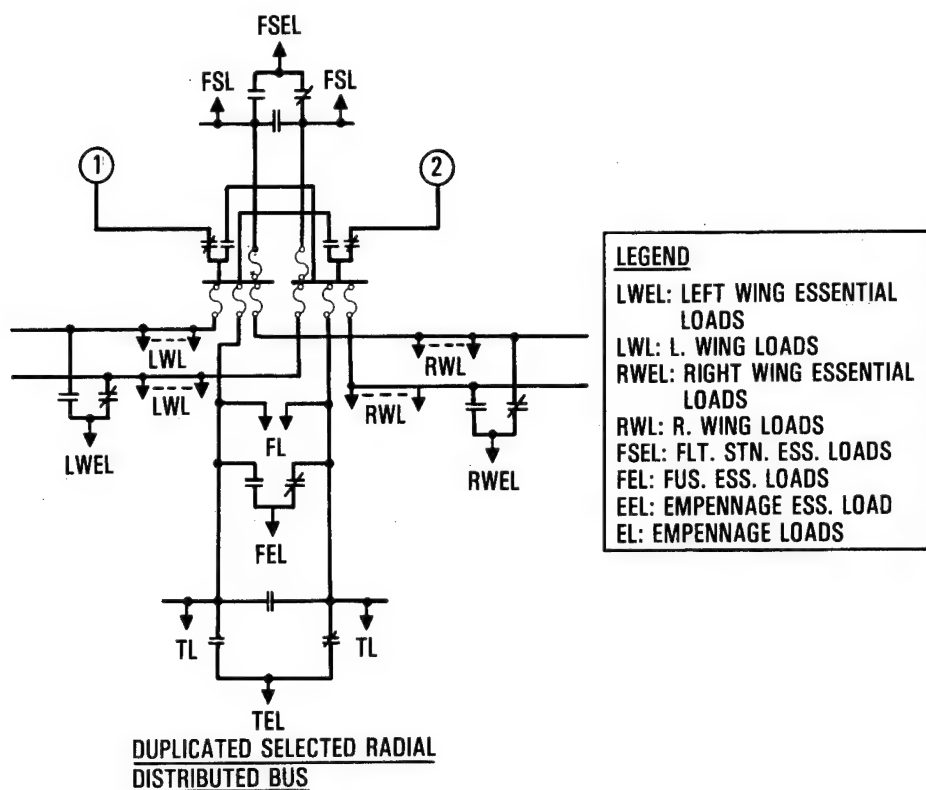 FSEL
FSL
FSL
1
2
LWL
RWL
LWL
RWL
LWEL
FL
RWEL
FEL
TL
TL
TEL
DUPLICATED SELECTED RADIAL
DISTRIBUTED BUS
LEGEND
LWEL: LEFT WING ESSENTIAL
LOADS
LWL: L. WING LOADS
RWEL: RIGHT WING ESSENTIAL
LOADS
RWL: R. WING LOADS
FSEL: FLT. STN. ESS. LOADS
FEL: FUS. ESS. LOADS
EEL: EMPENNAGE ESS. LOAD
EL: EMPENNAGE LOADS